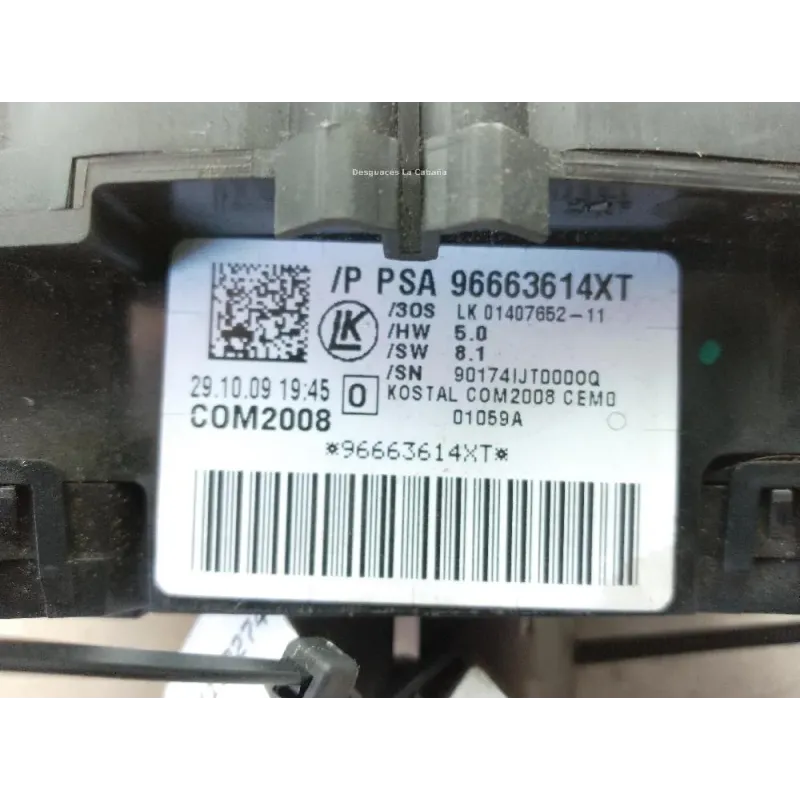 Desguaces La Cabaña
/P PSA 96663614XT
/3OS LK 01407652-11
LK
/HW 5.0
/SW 8.1
/SN 90174IJT0000Q
29.10.09 19:45 0 KOSTAL COM2008 CEM0
COM2008 01059A
*96663614XT*